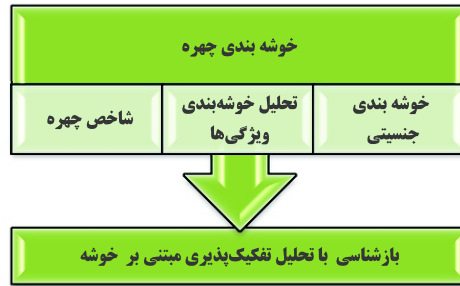 خوشه بندی چهره
خوشه بندی
جنسیتی
تحلیل خوشه‌بندی
ویژگی‌ها
شاخص چهره
بازشناسی با تحلیل تفکیک‌پذیری مبتنی بر خوشه